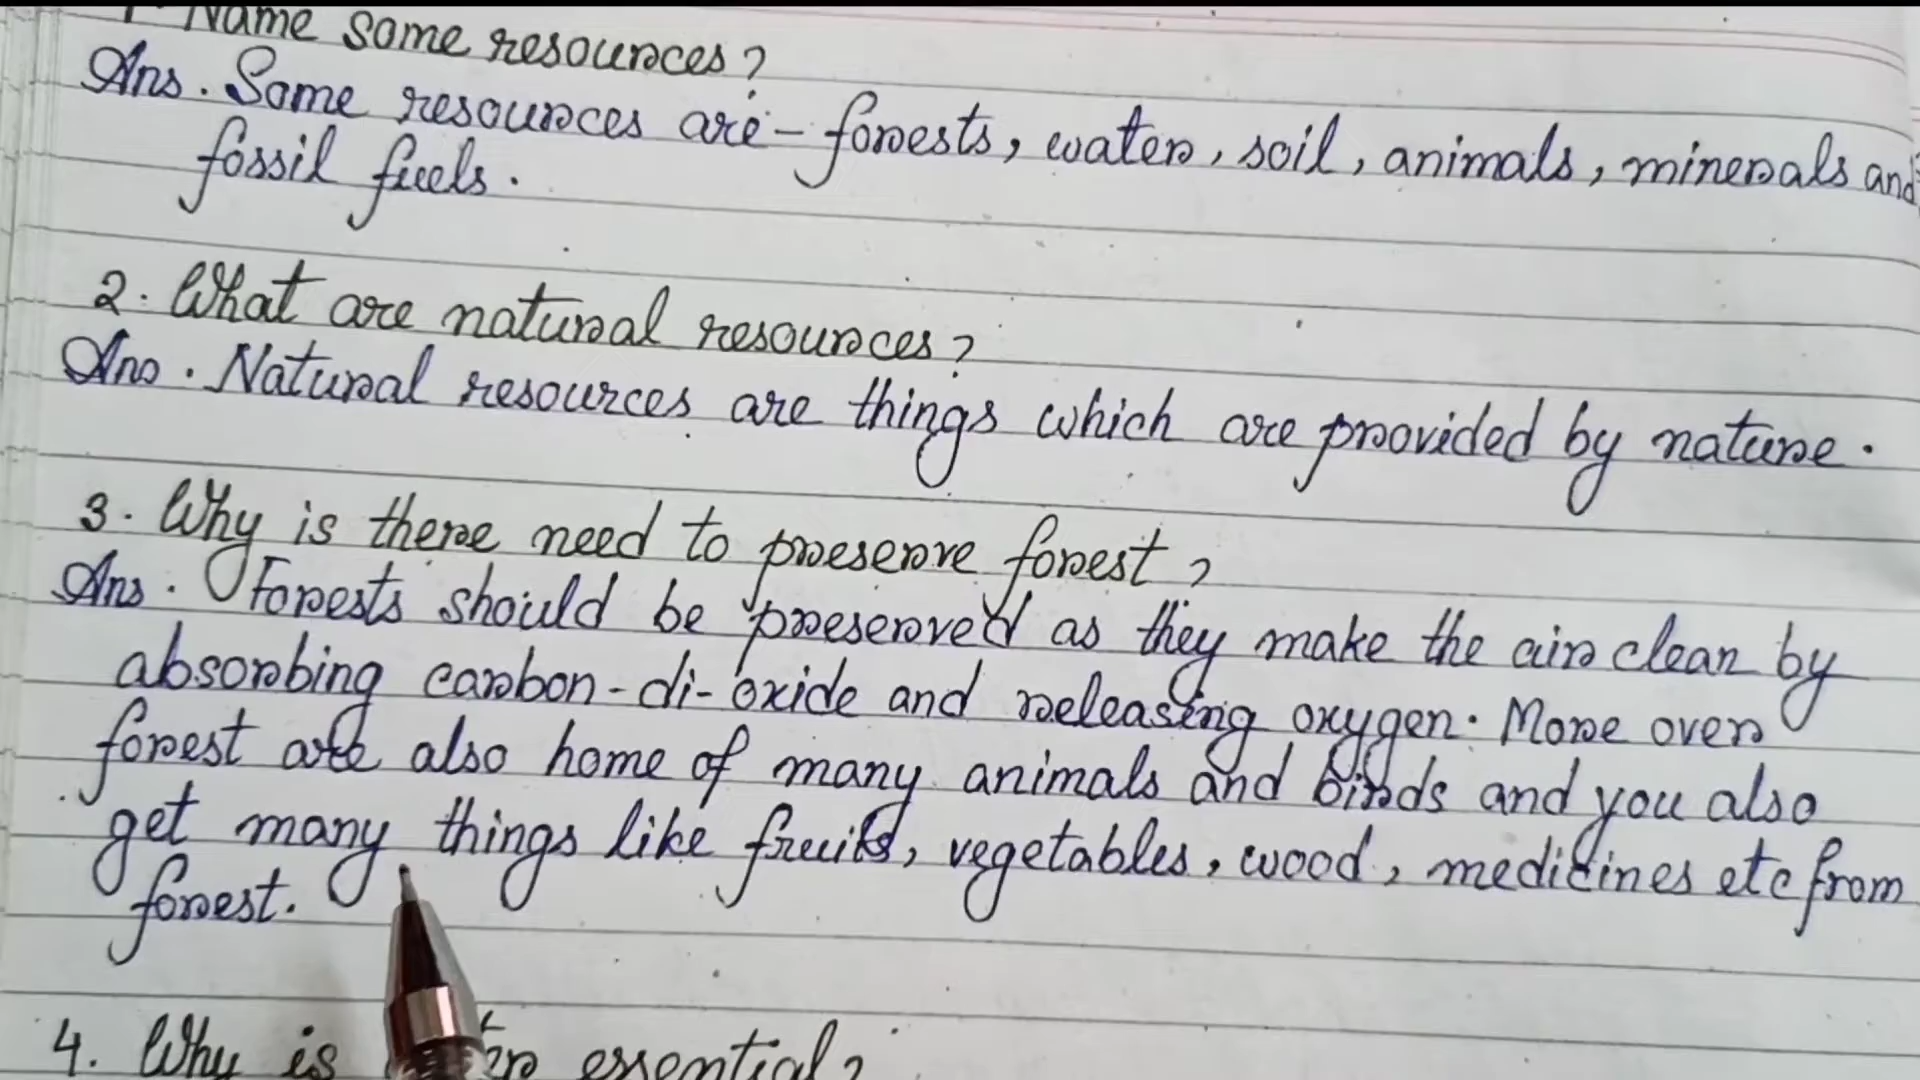 Name some resources?
Ans. Some resources are - forests, water, soil, animals, minerals and
fossil fuels.
2. What are natural resources?
Ans. Natural resources are things which are provided by nature.
3. Why is there need to preserve forest?
Ans. Forests should be preserved as they make the air clean by
absorbing carbon-di-oxide and releasing oxygen. More over
forest are also home of many animals and birds and you also
get many things like fruits, vegetables, wood, medicines etc from
forest.
4. Why is essential?